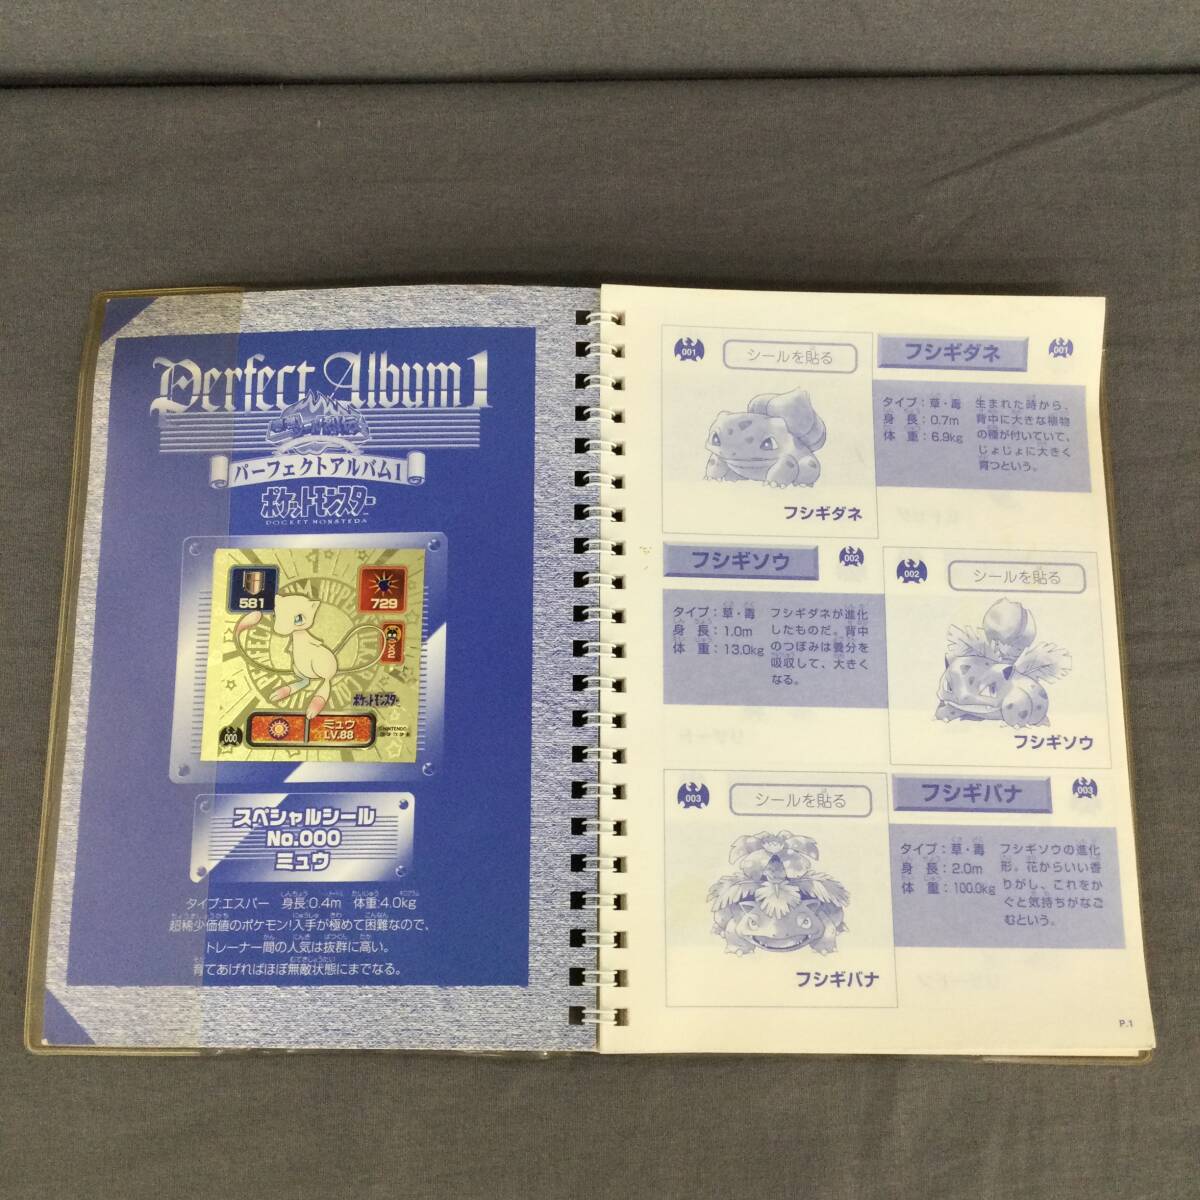 Perfect Album 1
パーフェクトアルバム1
ポケットモンスター
POCKET MONSTERS
581
729
×2
ポケットモンスター
000
ミュウ
LV.88
©NINTENDO
スペシャルシール
No.000
ミュウ
タイプ:エスパー 身長:0.4m 体重:4.0kg
超稀少価値のポケモン!入手が極めて困難なので、
トレーナー間の人気は抜群に高い。
育てあげればほぼ無敵状態にまでなる。
001
シールを貼る
フシギダネ
フシギダネ
001
タイプ:草・毒
身長:0.7m
体重:6.9kg
生まれた時から、
背中に大きな植物
の種が付いていて、
じょじょに大きく
育つという。
フシギソウ
002
タイプ:草・毒
身長:1.0m
体重:13.0kg
フシギダネが進化
したものだ。背中
のつぼみは養分を
吸収して、大きく
なる。
002
シールを貼る
フシギソウ
003
シールを貼る
フシギバナ
フシギバナ
003
タイプ:草・毒
身長:2.0m
体重:100.0kg
フシギソウの進化
形。花からいい香
りがし、これをか
ぐと気持ちがなご
むという。
P.1